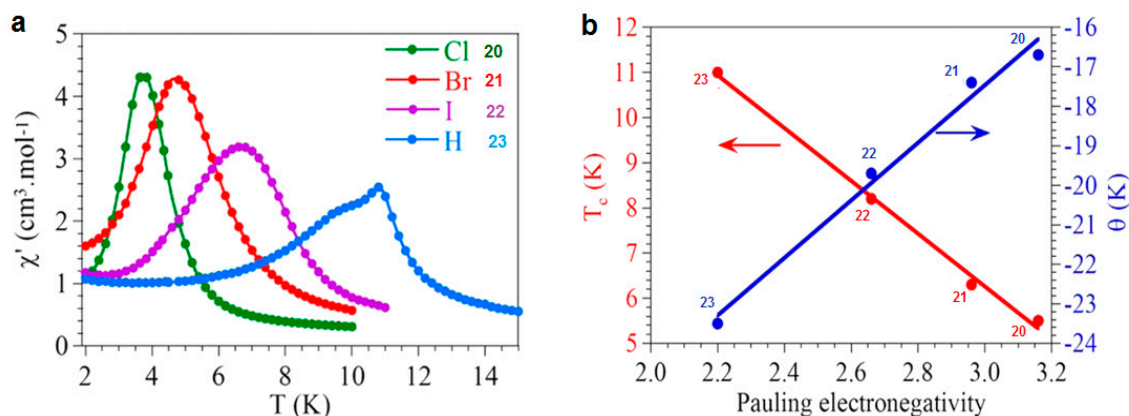 a
5
4
3
2
1
0
χ' (cm³.mol⁻¹)
Cl 20
Br 21
I 22
H 23
2 4 6 8 10 12 14
T (K)
b
12
11
10
9
8
7
6
5
Tc (K)
23
22
21
20
23
22
21
20
-16
-17
-18
-19
-20
-21
-22
-23
-24
θ (K)
2.0 2.2 2.4 2.6 2.8 3.0 3.2
Pauling electronegativity